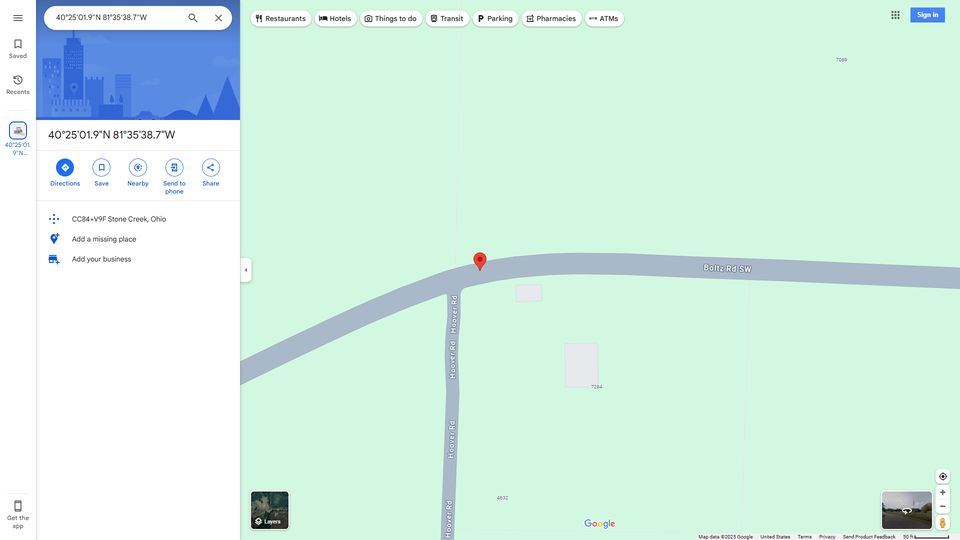 40°25'01.9"N 81°35'38.7"W
Restaurants
Hotels
Things to do
Transit
Parking
Pharmacies
ATMs
Sign in
Saved
Recents
40°25'01.
9"N...
40°25'01.9"N 81°35'38.7"W
Directions
Save
Nearby
Send to
phone
Share
CC84+V9F Stone Creek, Ohio
Add a missing place
Add your business
Get the
app
7089
Boltz Rd SW
Hoover Rd
Hoover Rd
Hoover Rd
Hoover Rd
7284
4632
Layers
Google
Map data ©2025 Google
United States
Terms
Privacy
Send Product Feedback
50 ft